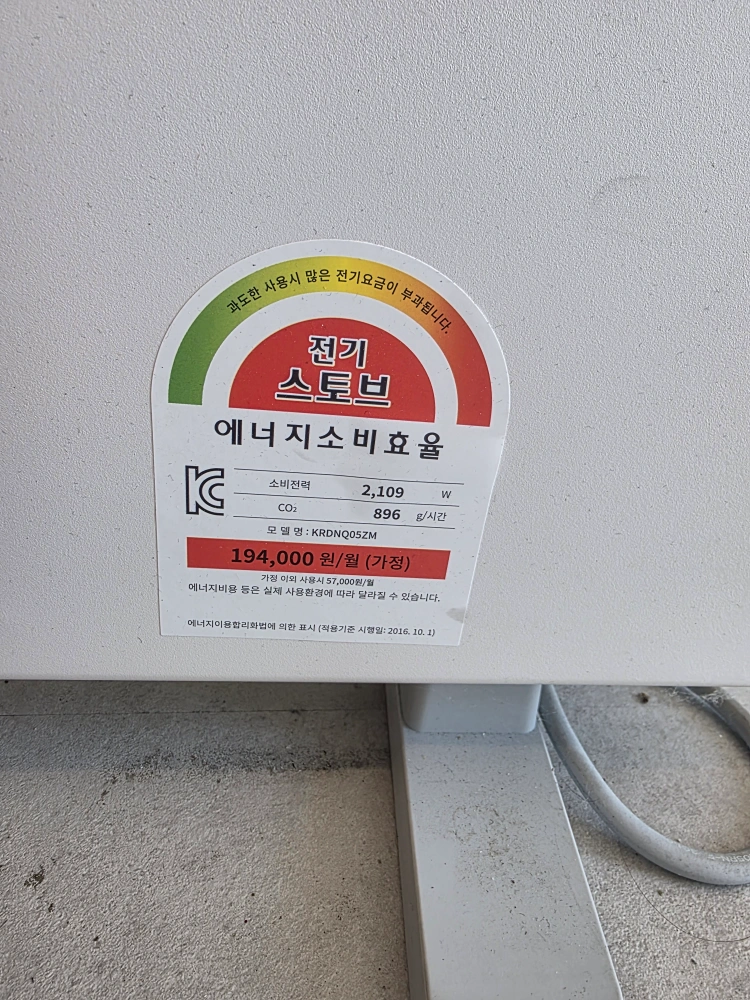 과도한 사용시 많은 전기요금이 부과됩니다.
전기
스토브
에너지소비효율
KC
소비전력 2,109 W
CO₂ 896 g/시간
모 델 명 : KRDNQ05ZM
194,000 원/월 (가정)
가정 이외 사용시 57,000원/월
에너지비용 등은 실제 사용환경에 따라 달라질 수 있습니다.
에너지이용합리화법에 의한 표시 (적용기준 시행일: 2016. 10. 1)